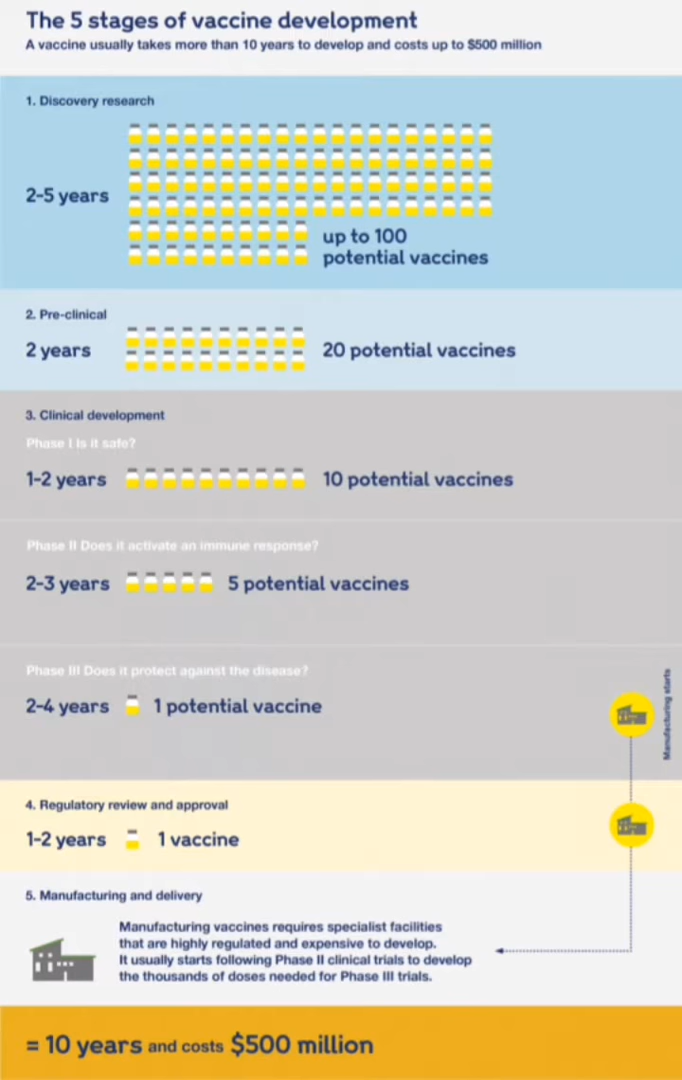 The 5 stages of vaccine development
A vaccine usually takes more than 10 years to develop and costs up to $500 million
1. Discovery research
2-5 years
up to 100
potential vaccines
2. Pre-clinical
2 years
20 potential vaccines
3. Clinical development
Phase I Is it safe?
1-2 years
10 potential vaccines
Phase II Does it activate an immune response?
2-3 years
5 potential vaccines
Phase III Does it protect against the disease?
2-4 years
1 potential vaccine
Manufacturing starts
4. Regulatory review and approval
1-2 years
1 vaccine
5. Manufacturing and delivery
Manufacturing vaccines requires specialist facilities
that are highly regulated and expensive to develop.
It usually starts following Phase II clinical trials to develop
the thousands of doses needed for Phase III trials.
= 10 years and costs $500 million